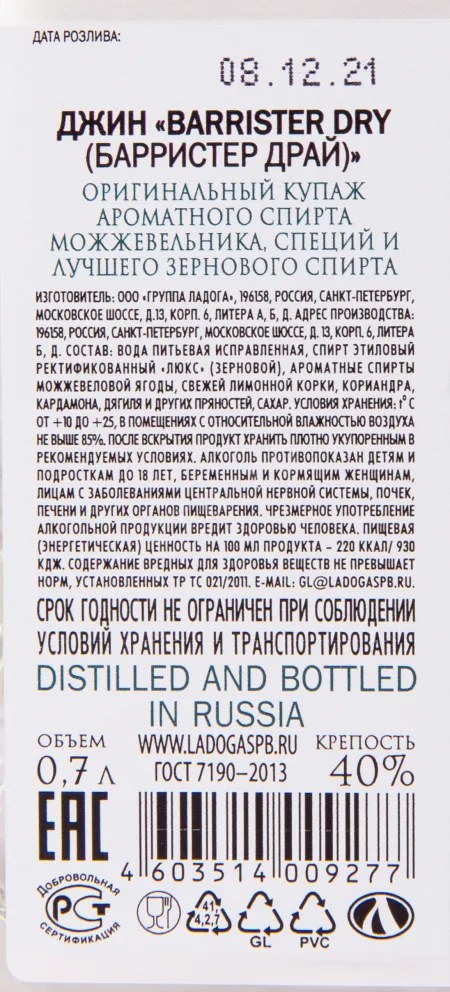 ДАТА РОЗЛИВА:
08.12.21
ДЖИН «BARRISTER DRY
(БАРРИСТЕР ДРАЙ)»
ОРИГИНАЛЬНЫЙ КУПАЖ
АРОМАТНОГО СПИРТА
МОЖЖЕВЕЛЬНИКА, СПЕЦИЙ И
ЛУЧШЕГО ЗЕРНОВОГО СПИРТА
ИЗГОТОВИТЕЛЬ: ООО «ГРУППА ЛАДОГА», 196158, РОССИЯ, САНКТ-ПЕТЕРБУРГ,
МОСКОВСКОЕ ШОССЕ, Д.13, КОРП. 6, ЛИТЕРА А, Б, Д. АДРЕС ПРОИЗВОДСТВА:
196158, РОССИЯ, САНКТ-ПЕТЕРБУРГ, МОСКОВСКОЕ ШОССЕ, Д. 13, КОРП. 6, ЛИТЕРА
Б, Д. СОСТАВ: ВОДА ПИТЬЕВАЯ ИСПРАВЛЕННАЯ, СПИРТ ЭТИЛОВЫЙ
РЕКТИФИКОВАННЫЙ «ЛЮКС» (ЗЕРНОВОЙ), АРОМАТНЫЕ СПИРТЫ
МОЖЖЕВЕЛОВОЙ ЯГОДЫ, СВЕЖЕЙ ЛИМОННОЙ КОРКИ, КОРИАНДРА,
КАРДАМОНА, ДЯГИЛЯ И ДРУГИХ ПРЯНОСТЕЙ, САХАР. УСЛОВИЯ ХРАНЕНИЯ: t° С
ОТ +10 ДО +25, В ПОМЕЩЕНИЯХ С ОТНОСИТЕЛЬНОЙ ВЛАЖНОСТЬЮ ВОЗДУХА
НЕ ВЫШЕ 85%. ПОСЛЕ ВСКРЫТИЯ ПРОДУКТ ХРАНИТЬ ПЛОТНО УКУПОРЕННЫМ В
РЕКОМЕНДУЕМЫХ УСЛОВИЯХ. АЛКОГОЛЬ ПРОТИВОПОКАЗАН ДЕТЯМ И
ПОДРОСТКАМ ДО 18 ЛЕТ, БЕРЕМЕННЫМ И КОРМЯЩИМ ЖЕНЩИНАМ,
ЛИЦАМ С ЗАБОЛЕВАНИЯМИ ЦЕНТРАЛЬНОЙ НЕРВНОЙ СИСТЕМЫ, ПОЧЕК,
ПЕЧЕНИ И ДРУГИХ ОРГАНОВ ПИЩЕВАРЕНИЯ. ЧРЕЗМЕРНОЕ УПОТРЕБЛЕНИЕ
АЛКОГОЛЬНОЙ ПРОДУКЦИИ ВРЕДИТ ЗДОРОВЬЮ ЧЕЛОВЕКА. ПИЩЕВАЯ
(ЭНЕРГЕТИЧЕСКАЯ) ЦЕННОСТЬ НА 100 МЛ ПРОДУКТА – 220 ККАЛ/ 930
КДЖ. СОДЕРЖАНИЕ ВРЕДНЫХ ДЛЯ ЗДОРОВЬЯ ВЕЩЕСТВ НЕ ПРЕВЫШАЕТ
НОРМ, УСТАНОВЛЕННЫХ ТР ТС 021/2011. E-MAIL: GL@LADOGASPB.RU.
СРОК ГОДНОСТИ НЕ ОГРАНИЧЕН ПРИ СОБЛЮДЕНИИ
УСЛОВИЙ ХРАНЕНИЯ И ТРАНСПОРТИРОВАНИЯ
DISTILLED AND BOTTLED
IN RUSSIA
ОБЪЕМ WWW.LADOGASPB.RU КРЕПОСТЬ
0,7 л ГОСТ 7190–2013 40%
ЕАС
4 603514 009277
ДОБРОВОЛЬНАЯ
РСТ
СЕРТИФИКАЦИЯ
41,
4,2,7
GL
PVC